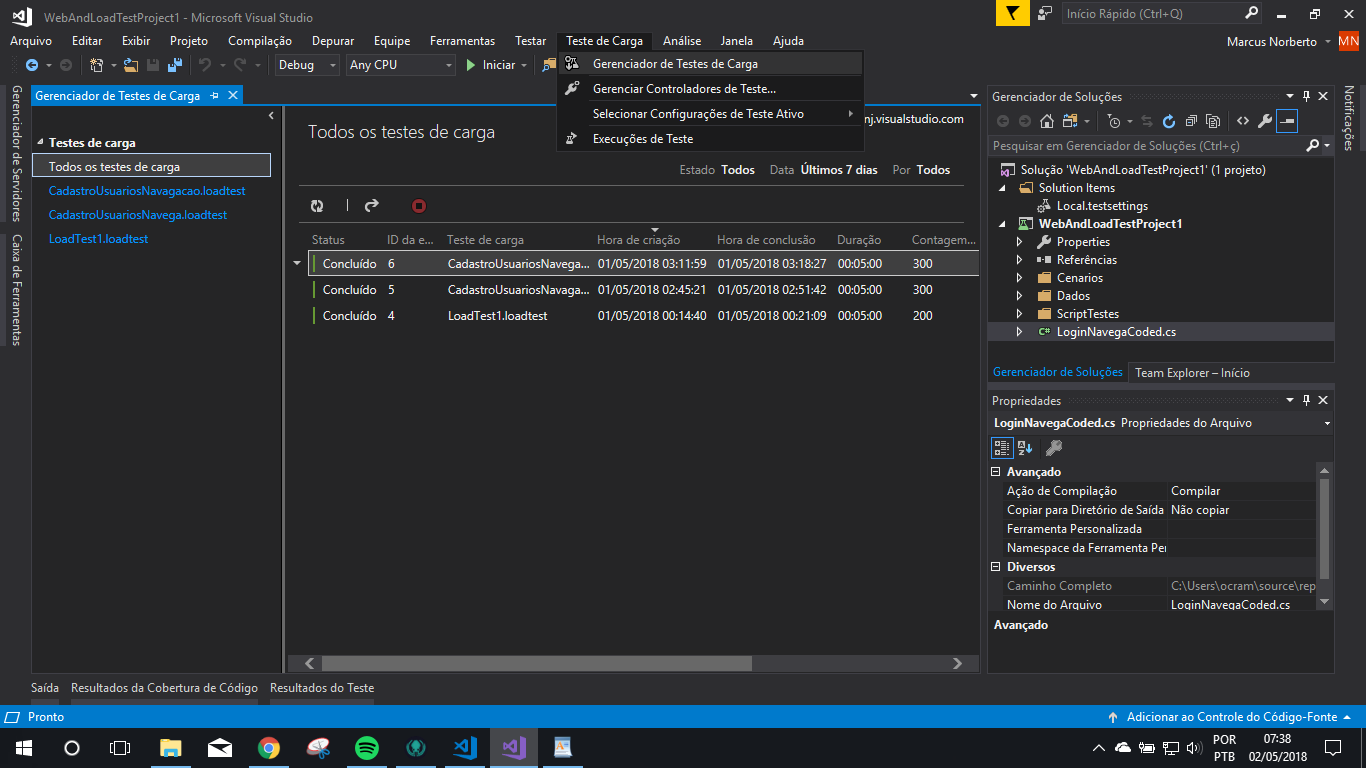 WebAndLoadTestProject1 - Microsoft Visual Studio
Início Rápido (Ctrl+Q)
Arquivo Editar Exibir Projeto Compilação Depurar Equipe Ferramentas Testar Teste de Carga Análise Janela Ajuda
Marcus Norberto MN
Debug Any CPU Iniciar
Gerenciador de Testes de Carga
Gerenciar Controladores de Teste...
Selecionar Configurações de Teste Ativo
Execuções de Teste
Gerenciador de Servidores
Caixa de Ferramentas
Gerenciador de Testes de Carga
Testes de carga
Todos os testes de carga
CadastroUsuariosNavagacao.loadtest
CadastroUsuariosNavega.loadtest
LoadTest1.loadtest
Todos os testes de carga
nj.visualstudio.com
Estado Todos Data Últimos 7 dias Por Todos
Status ID da e... Teste de carga Hora de criação Hora de conclusão Duração Contagem...
Concluído 6 CadastroUsuariosNavega... 01/05/2018 03:11:59 01/05/2018 03:18:27 00:05:00 300
Concluído 5 CadastroUsuariosNavaga... 01/05/2018 02:45:21 01/05/2018 02:51:42 00:05:00 300
Concluído 4 LoadTest1.loadtest 01/05/2018 00:14:40 01/05/2018 00:21:09 00:05:00 200
Gerenciador de Soluções
Pesquisar em Gerenciador de Soluções (Ctrl+ç)
Solução 'WebAndLoadTestProject1' (1 projeto)
Solution Items
Local.testsettings
WebAndLoadTestProject1
Properties
Referências
Cenarios
Dados
ScriptTestes
C# LoginNavegaCoded.cs
Gerenciador de Soluções Team Explorer – Início
Propriedades
LoginNavegaCoded.cs Propriedades do Arquivo
Avançado
Ação de Compilação Compilar
Copiar para Diretório de Saída Não copiar
Ferramenta Personalizada
Namespace da Ferramenta Per
Diversos
Caminho Completo C:\Users\ocram\source\rep
Nome do Arquivo LoginNavegaCoded.cs
Avançado
Notificações
Saída Resultados da Cobertura de Código Resultados do Teste
Pronto
Adicionar ao Controle do Código-Fonte
POR
PTB
07:38
02/05/2018